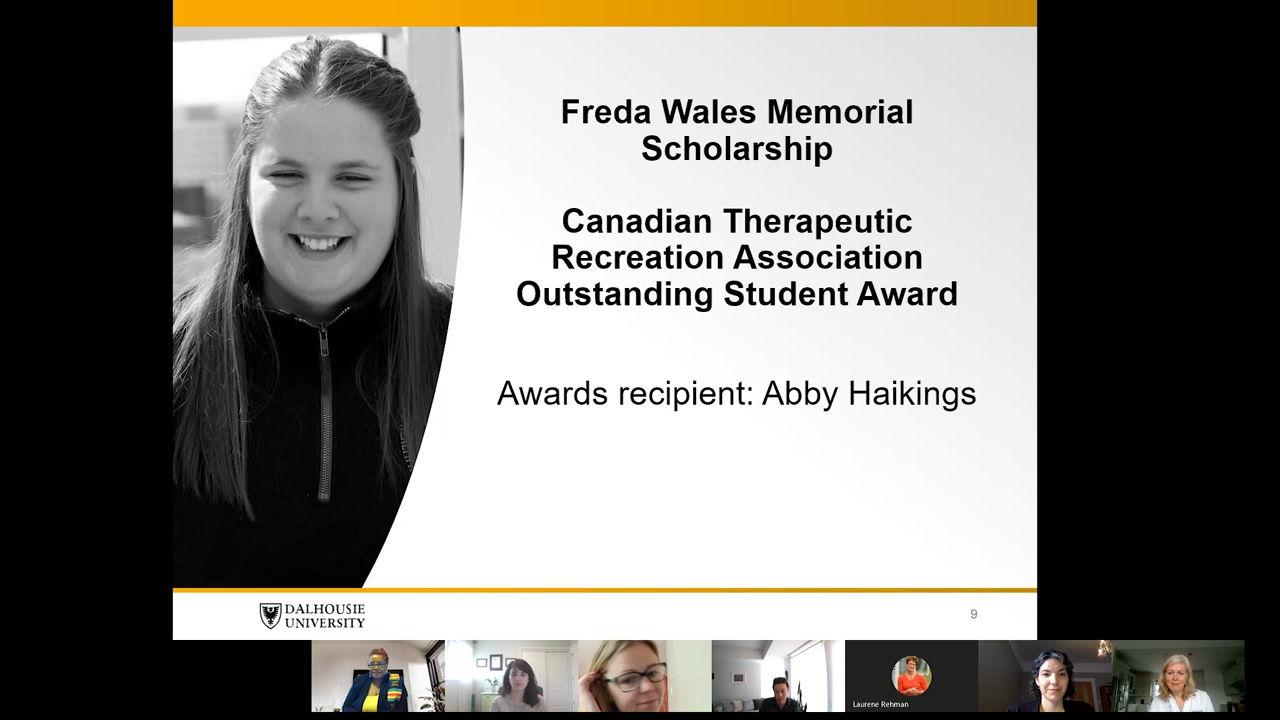 Freda Wales Memorial
Scholarship
Canadian Therapeutic
Recreation Association
Outstanding Student Award
Awards recipient: Abby Haikings
DALHOUSIE
UNIVERSITY
9
Laurene Rehman